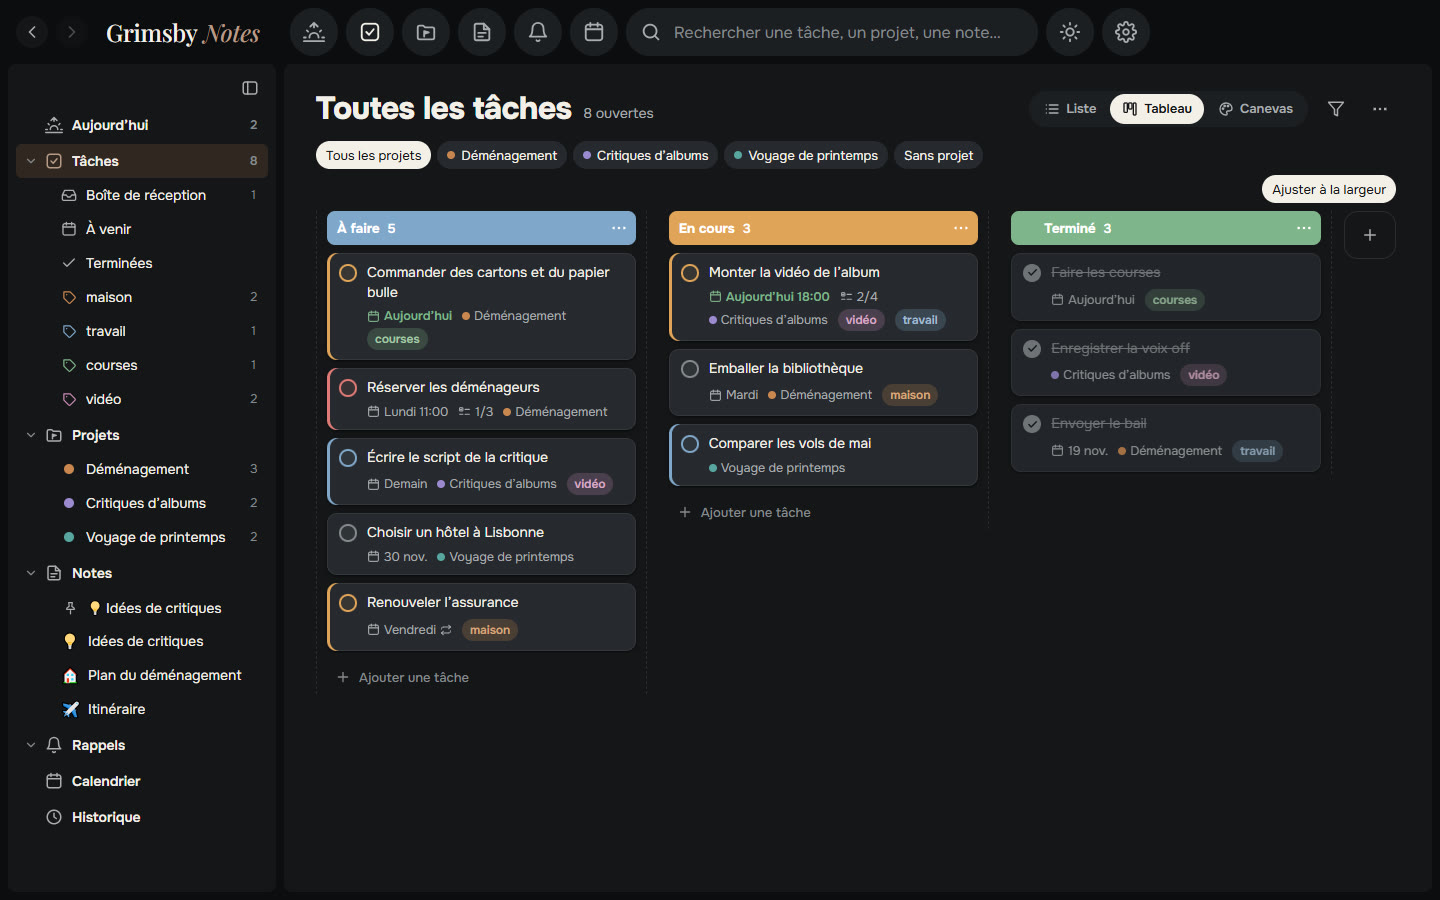 Grimsby Notes
Rechercher une tâche, un projet, une note…
Aujourd’hui 2
Tâches 8
Boîte de réception 1
À venir
Terminées
maison 2
travail 1
courses 1
vidéo 2
Projets
Déménagement 3
Critiques d’albums 2
Voyage de printemps 2
Notes
💡 Idées de critiques
💡 Idées de critiques
🏠 Plan du déménagement
✈️ Itinéraire
Rappels
Calendrier
Historique
Toutes les tâches 8 ouvertes
Liste Tableau Canevas
Tous les projets Déménagement Critiques d’albums Voyage de printemps Sans projet
Ajuster à la largeur
À faire 5
Commander des cartons et du papier
bulle
Aujourd’hui Déménagement
courses
Réserver les déménageurs
Lundi 11:00 1/3 Déménagement
Écrire le script de la critique
Demain Critiques d’albums vidéo
Choisir un hôtel à Lisbonne
30 nov. Voyage de printemps
Renouveler l’assurance
Vendredi maison
+ Ajouter une tâche
En cours 3
Monter la vidéo de l’album
Aujourd’hui 18:00 2/4
Critiques d’albums vidéo travail
Emballer la bibliothèque
Mardi Déménagement maison
Comparer les vols de mai
Voyage de printemps
+ Ajouter une tâche
Terminé 3
Faire les courses
Aujourd’hui courses
Enregistrer la voix off
Critiques d’albums vidéo
Envoyer le bail
19 nov. Déménagement travail